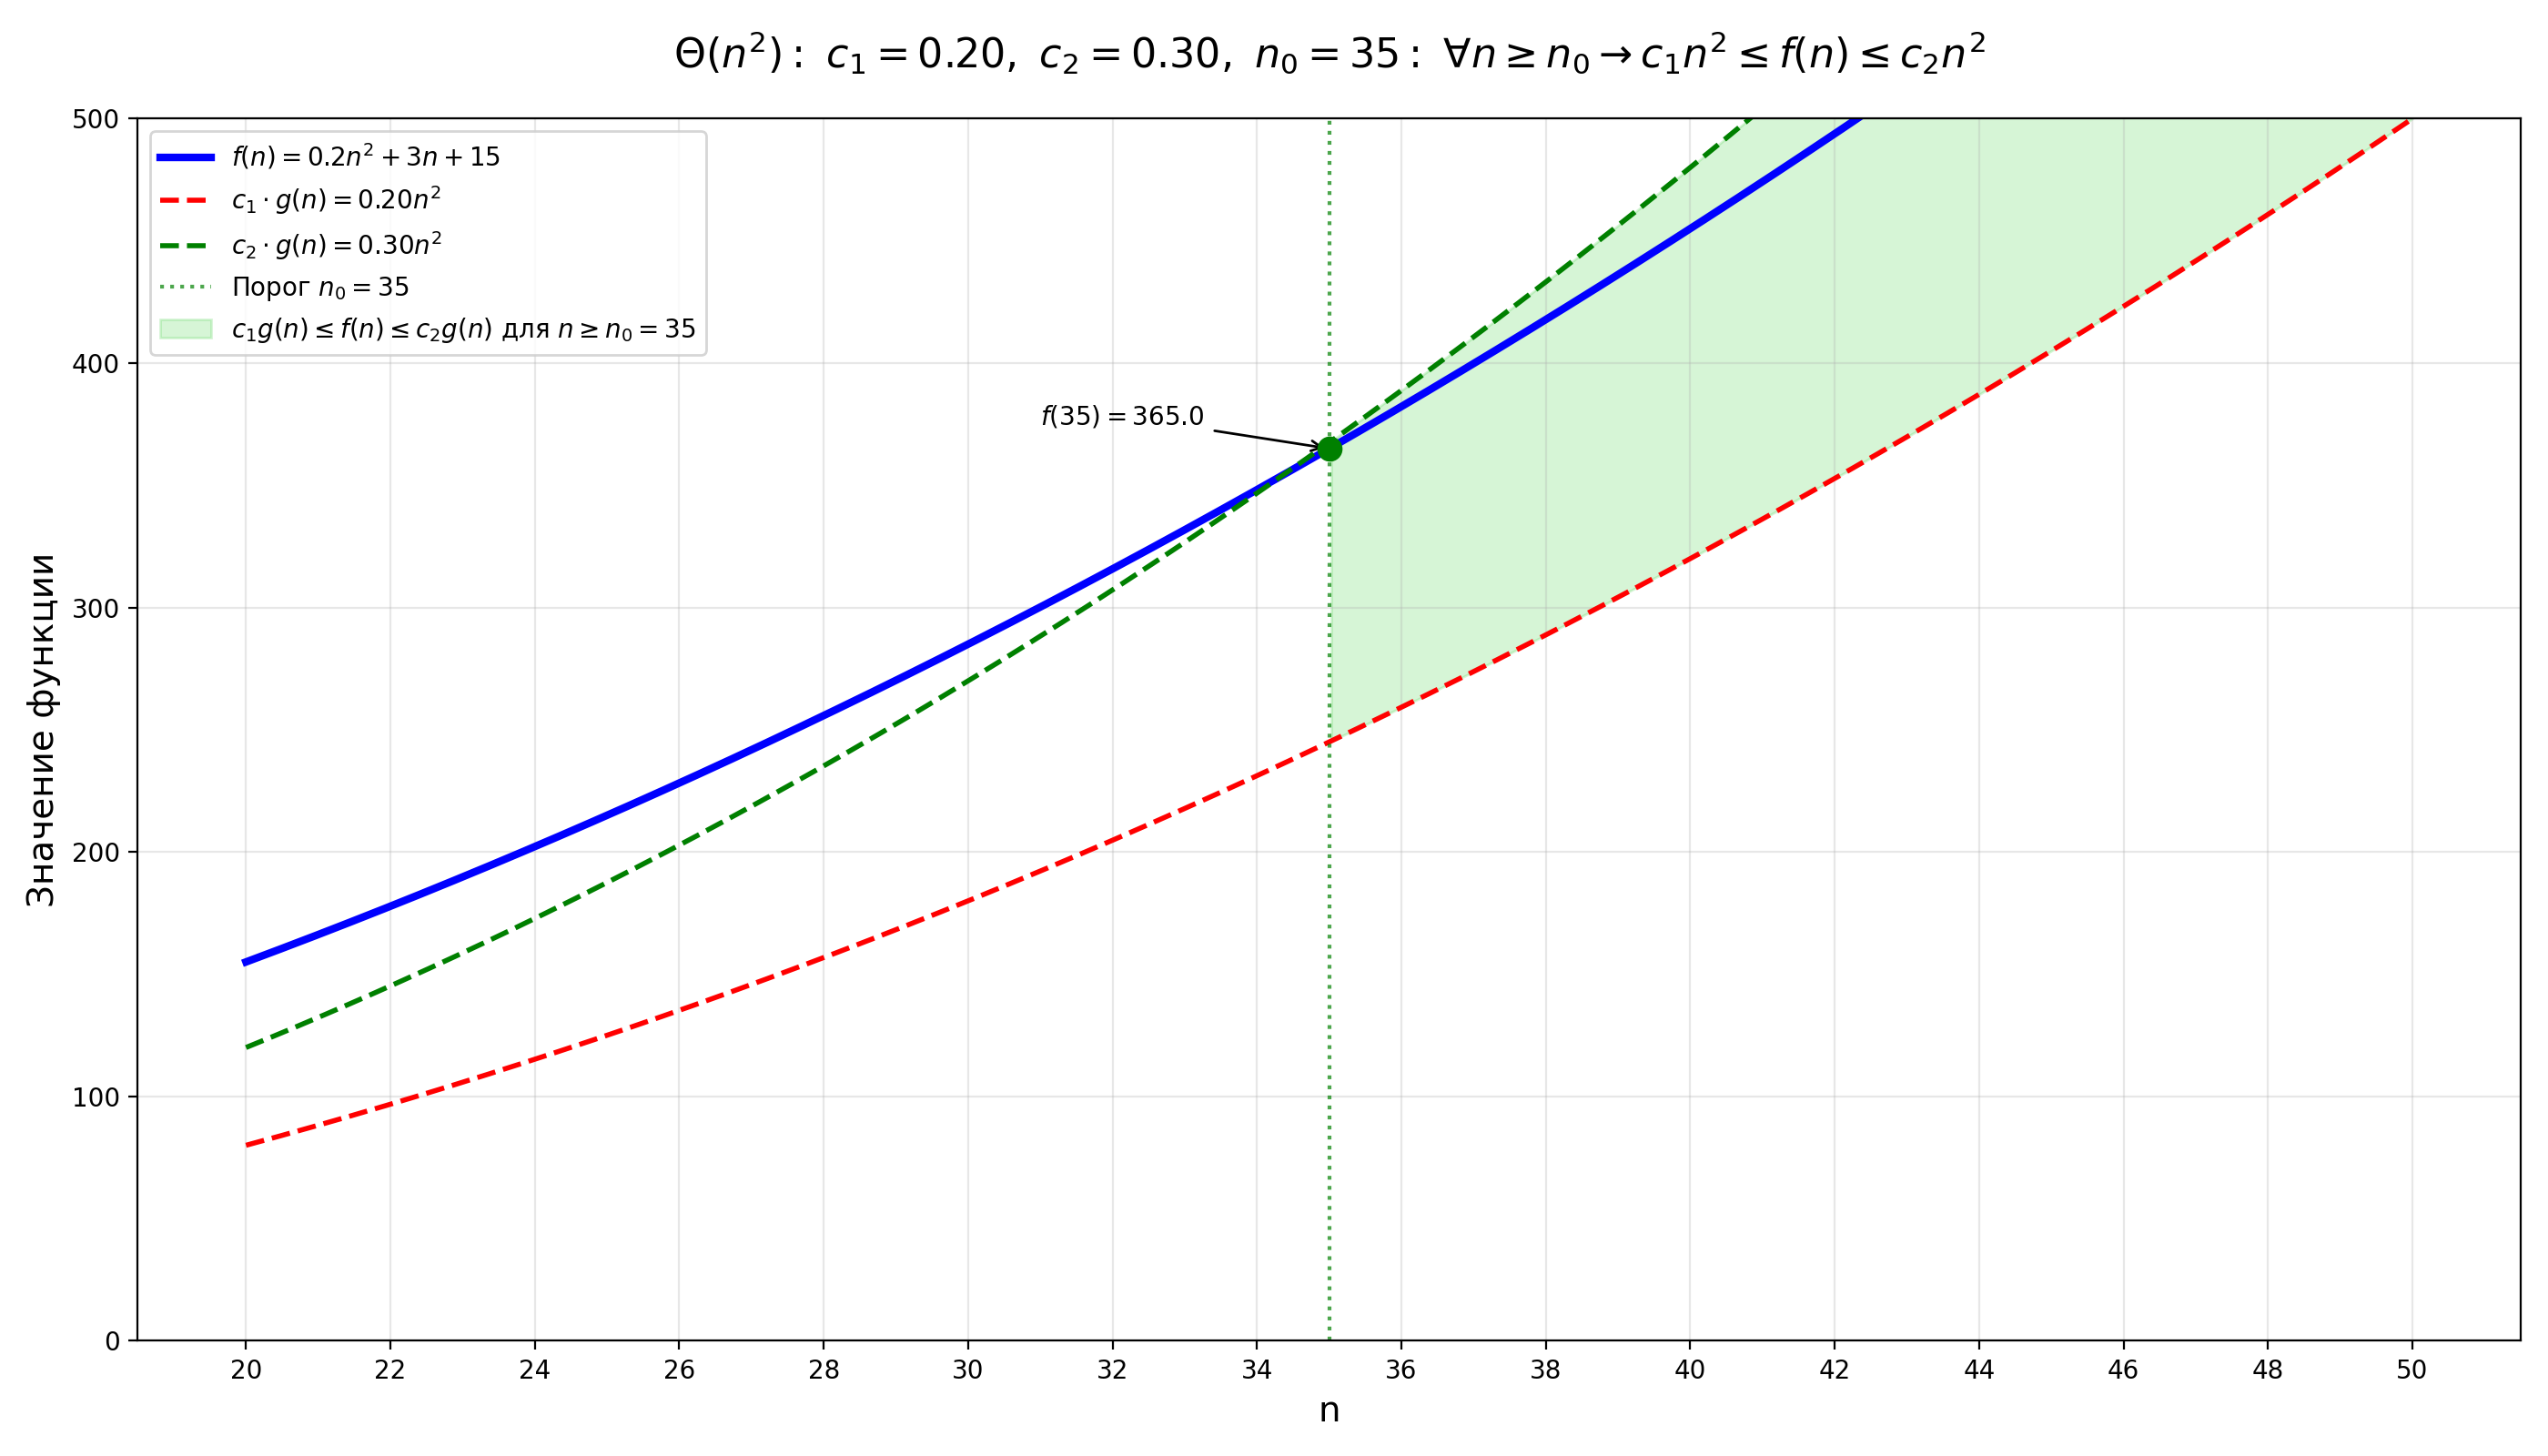 Θ(n²) : c₁ = 0.20, c₂ = 0.30, n₀ = 35 : ∀n ≥ n₀ → c₁n² ≤ f(n) ≤ c₂n²
f(n) = 0.2n² + 3n + 15
c₁ · g(n) = 0.20n²
c₂ · g(n) = 0.30n²
Порог n₀ = 35
c₁g(n) ≤ f(n) ≤ c₂g(n) для n ≥ n₀ = 35
f(35) = 365.0
Значение функции
500
400
300
200
100
0
20 22 24 26 28 30 32 34 36 38 40 42 44 46 48 50
n